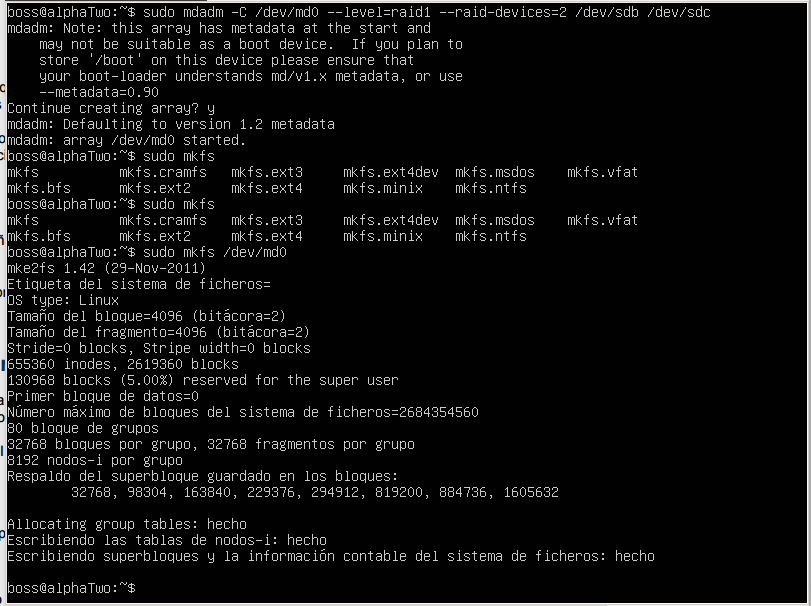 boss@alphaTwo:~$ sudo mdadm -C /dev/md0 --level=raid1 --raid-devices=2 /dev/sdb /dev/sdc
mdadm: Note: this array has metadata at the start and
    may not be suitable as a boot device.  If you plan to
    store '/boot' on this device please ensure that
    your boot-loader understands md/v1.x metadata, or use
    --metadata=0.90
Continue creating array? y
mdadm: Defaulting to version 1.2 metadata
mdadm: array /dev/md0 started.
boss@alphaTwo:~$ sudo mkfs
mkfs          mkfs.cramfs   mkfs.ext3     mkfs.ext4dev  mkfs.msdos    mkfs.vfat
mkfs.bfs      mkfs.ext2     mkfs.ext4     mkfs.minix    mkfs.ntfs
boss@alphaTwo:~$ sudo mkfs
mkfs          mkfs.cramfs   mkfs.ext3     mkfs.ext4dev  mkfs.msdos    mkfs.vfat
mkfs.bfs      mkfs.ext2     mkfs.ext4     mkfs.minix    mkfs.ntfs
boss@alphaTwo:~$ sudo mkfs /dev/md0
mke2fs 1.42 (29-Nov-2011)
Etiqueta del sistema de ficheros=
OS type: Linux
Tamaño del bloque=4096 (bitácora=2)
Tamaño del fragmento=4096 (bitácora=2)
Stride=0 blocks, Stripe width=0 blocks
655360 inodes, 2619360 blocks
130968 blocks (5.00%) reserved for the super user
Primer bloque de datos=0
Número máximo de bloques del sistema de ficheros=2684354560
80 bloque de grupos
32768 bloques por grupo, 32768 fragmentos por grupo
8192 nodos-i por grupo
Respaldo del superbloque guardado en los bloques:
        32768, 98304, 163840, 229376, 294912, 819200, 884736, 1605632
Allocating group tables: hecho
Escribiendo las tablas de nodos-i: hecho
Escribiendo superbloques y la información contable del sistema de ficheros: hecho
boss@alphaTwo:~$